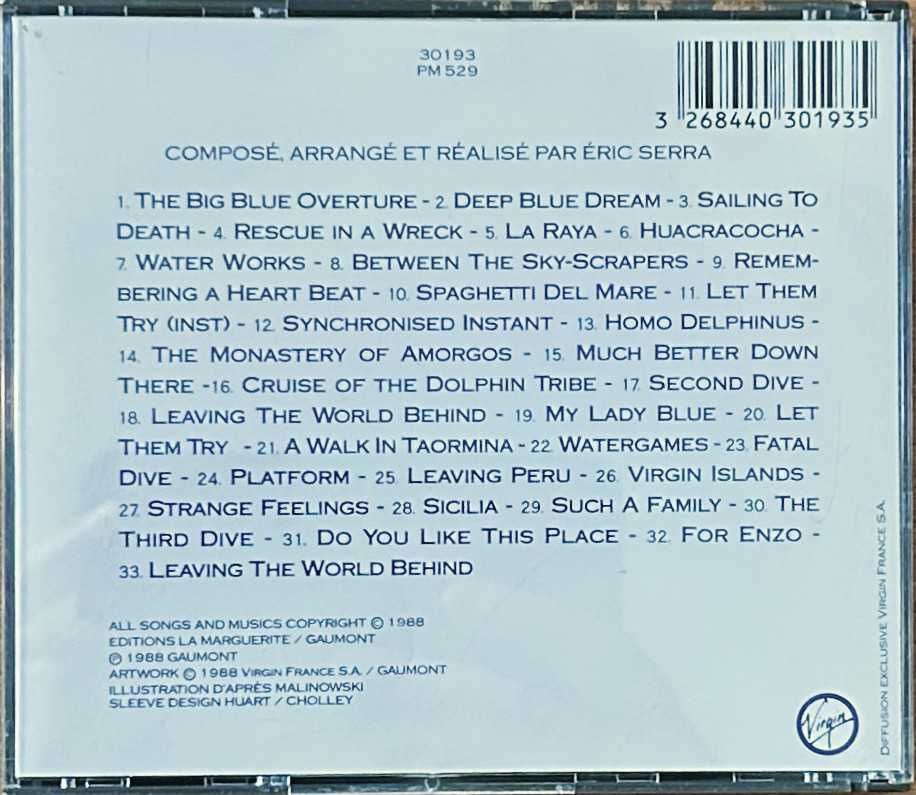 30193
PM 529
3 268440 301935
COMPOSÉ, ARRANGÉ ET RÉALISÉ PAR ÉRIC SERRA
1. THE BIG BLUE OVERTURE - 2. DEEP BLUE DREAM - 3. SAILING TO
DEATH - 4. RESCUE IN A WRECK - 5. LA RAYA - 6. HUACRACOCHA -
7. WATER WORKS - 8. BETWEEN THE SKY-SCRAPERS - 9. REMEM-
BERING A HEART BEAT - 10. SPAGHETTI DEL MARE - 11. LET THEM
TRY (INST) - 12. SYNCHRONISED INSTANT - 13. HOMO DELPHINUS -
14. THE MONASTERY OF AMORGOS - 15. MUCH BETTER DOWN
THERE -16. CRUISE OF THE DOLPHIN TRIBE - 17. SECOND DIVE -
18. LEAVING THE WORLD BEHIND - 19. MY LADY BLUE - 20. LET
THEM TRY - 21. A WALK IN TAORMINA - 22. WATERGAMES - 23. FATAL
DIVE - 24. PLATFORM - 25. LEAVING PERU - 26. VIRGIN ISLANDS -
27. STRANGE FEELINGS - 28. SICILIA - 29. SUCH A FAMILY - 30. THE
THIRD DIVE - 31. DO YOU LIKE THIS PLACE - 32. FOR ENZO -
33. LEAVING THE WORLD BEHIND
ALL SONGS AND MUSICS COPYRIGHT © 1988
EDITIONS LA MARGUERITE / GAUMONT
℗ 1988 GAUMONT
ARTWORK © 1988 VIRGIN FRANCE S.A. / GAUMONT
ILLUSTRATION D'APRÈS MALINOWSKI
SLEEVE DESIGN HUART / CHOLLEY
Virgin
DIFFUSION EXCLUSIVE VIRGIN FRANCE S.A.